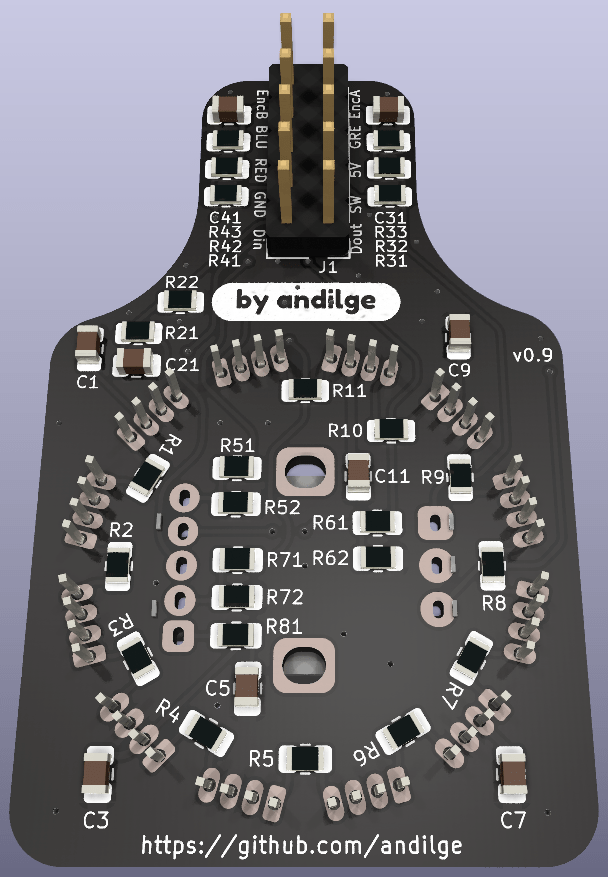 EncB BLU RED GND Din
EncA GRE 5V SW Dout
C41
R43
R42
R41
C31
R33
R32
R31
J1
R22
by andilge
R21
C21
C1
C9
v0.9
R11
R10
R1
R51
C11
R9
R52
R61
R2
R71
R62
R8
R72
R3
R81
C5
R7
R4
R5
R6
C3
C7
https://github.com/andilge